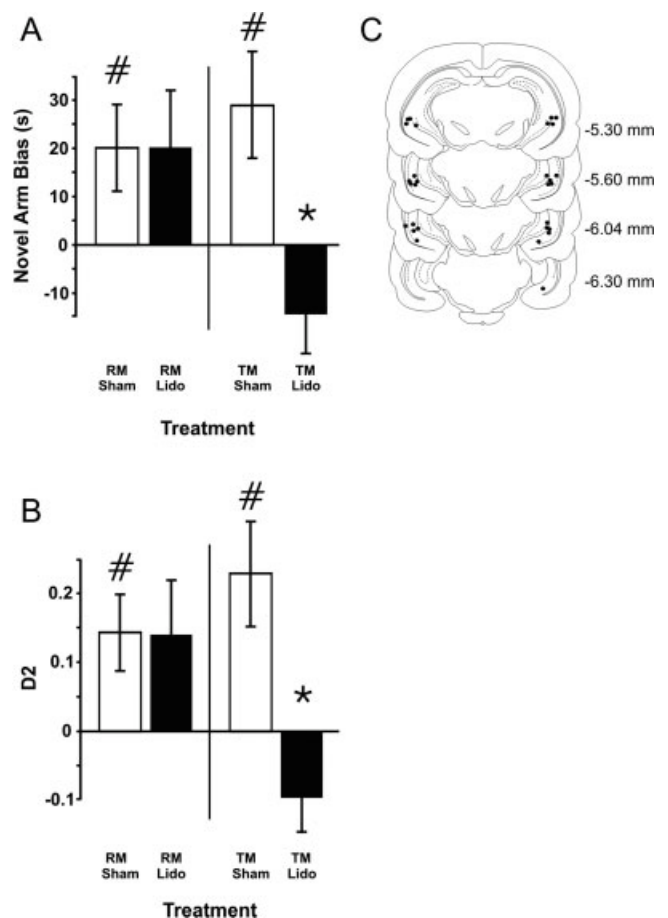 A
#
#
*
Novel Arm Bias (s)
30
20
10
0
-10
RM Sham
RM Lido
TM Sham
TM Lido
Treatment
B
#
#
*
D2
0.2
0.1
0
-0.1
RM Sham
RM Lido
TM Sham
TM Lido
Treatment
C
-5.30 mm
-5.60 mm
-6.04 mm
-6.30 mm